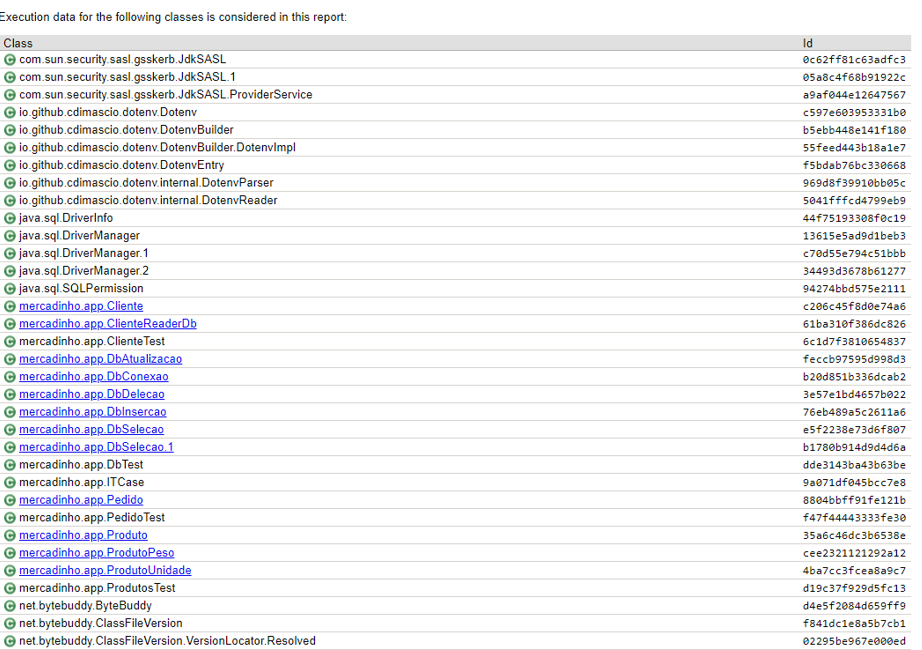 Execution data for the following classes is considered in this report:
Class Id
com.sun.security.sasl.gsskerb.JdkSASL 0c62ff81c63adfc3
com.sun.security.sasl.gsskerb.JdkSASL.1 05a8c4f68b91922c
com.sun.security.sasl.gsskerb.JdkSASL.ProviderService a9af044e12647567
io.github.cdimascio.dotenv.Dotenv c597e603953331b0
io.github.cdimascio.dotenv.DotenvBuilder b5ebb448e141f180
io.github.cdimascio.dotenv.DotenvBuilder.DotenvImpl 55feed443b18a1e7
io.github.cdimascio.dotenv.DotenvEntry f5bdab76bc330668
io.github.cdimascio.dotenv.internal.DotenvParser 969d8f39910bb05c
io.github.cdimascio.dotenv.internal.DotenvReader 5041fffcd4799eb9
java.sql.DriverInfo 44f75193308f0c19
java.sql.DriverManager 13615e5ad9d1beb3
java.sql.DriverManager.1 c70d55e794c51bbb
java.sql.DriverManager.2 34493d3678b61277
java.sql.SQLPermission 94274bbd575e2111
mercadinho.app.Cliente c206c45f8d0e74a6
mercadinho.app.ClienteReaderDb 61ba310f386dc826
mercadinho.app.ClienteTest 6c1d7f3810654837
mercadinho.app.DbAtualizacao feccb97595d998d3
mercadinho.app.DbConexao b20d851b336dcab2
mercadinho.app.DbDelecao 3e57e1bd4657b022
mercadinho.app.DbInsercao 76eb489a5c2611a6
mercadinho.app.DbSelecao e5f2238e73d6f807
mercadinho.app.DbSelecao.1 b1780b914d9d4d6a
mercadinho.app.DbTest dde3143ba43b63be
mercadinho.app.ITCase 9a071df045bcc7e8
mercadinho.app.Pedido 8804bbff91fe121b
mercadinho.app.PedidoTest f47f44443333fe30
mercadinho.app.Produto 35a6c46dc3b6538e
mercadinho.app.ProdutoPeso cee2321121292a12
mercadinho.app.ProdutoUnidade 4ba7cc3fcea8a9c7
mercadinho.app.ProdutosTest d19c37f929d5fc13
net.bytebuddy.ByteBuddy d4e5f2084d659ff9
net.bytebuddy.ClassFileVersion f841dc1e8a5b7cb1
net.bytebuddy.ClassFileVersion.VersionLocator.Resolved 02295be967e000ed